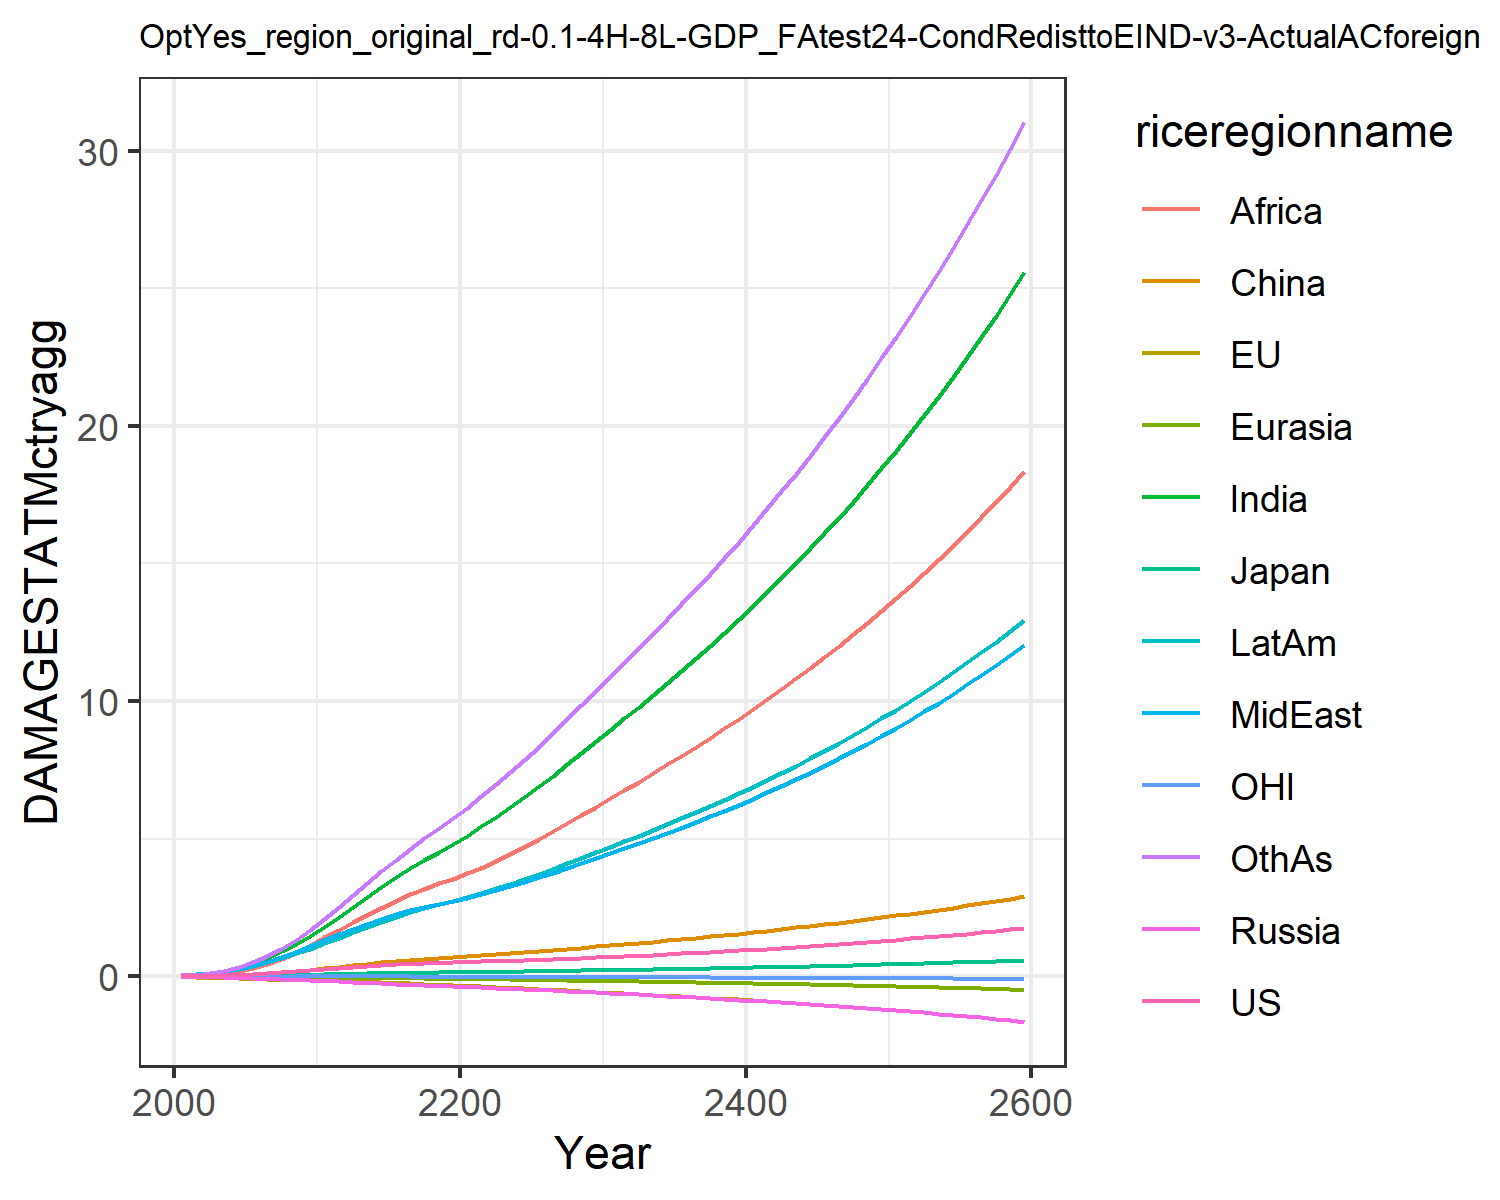 OptYes_region_original_rd-0.1-4H-8L-GDP_FAtest24-CondRedisttoEIND-v3-ActualACforeign
DAMAGESTATMctryagg
30
20
10
0
2000 2200 2400 2600
Year
riceregionname
Africa
China
EU
Eurasia
India
Japan
LatAm
MidEast
OHI
OthAs
Russia
US